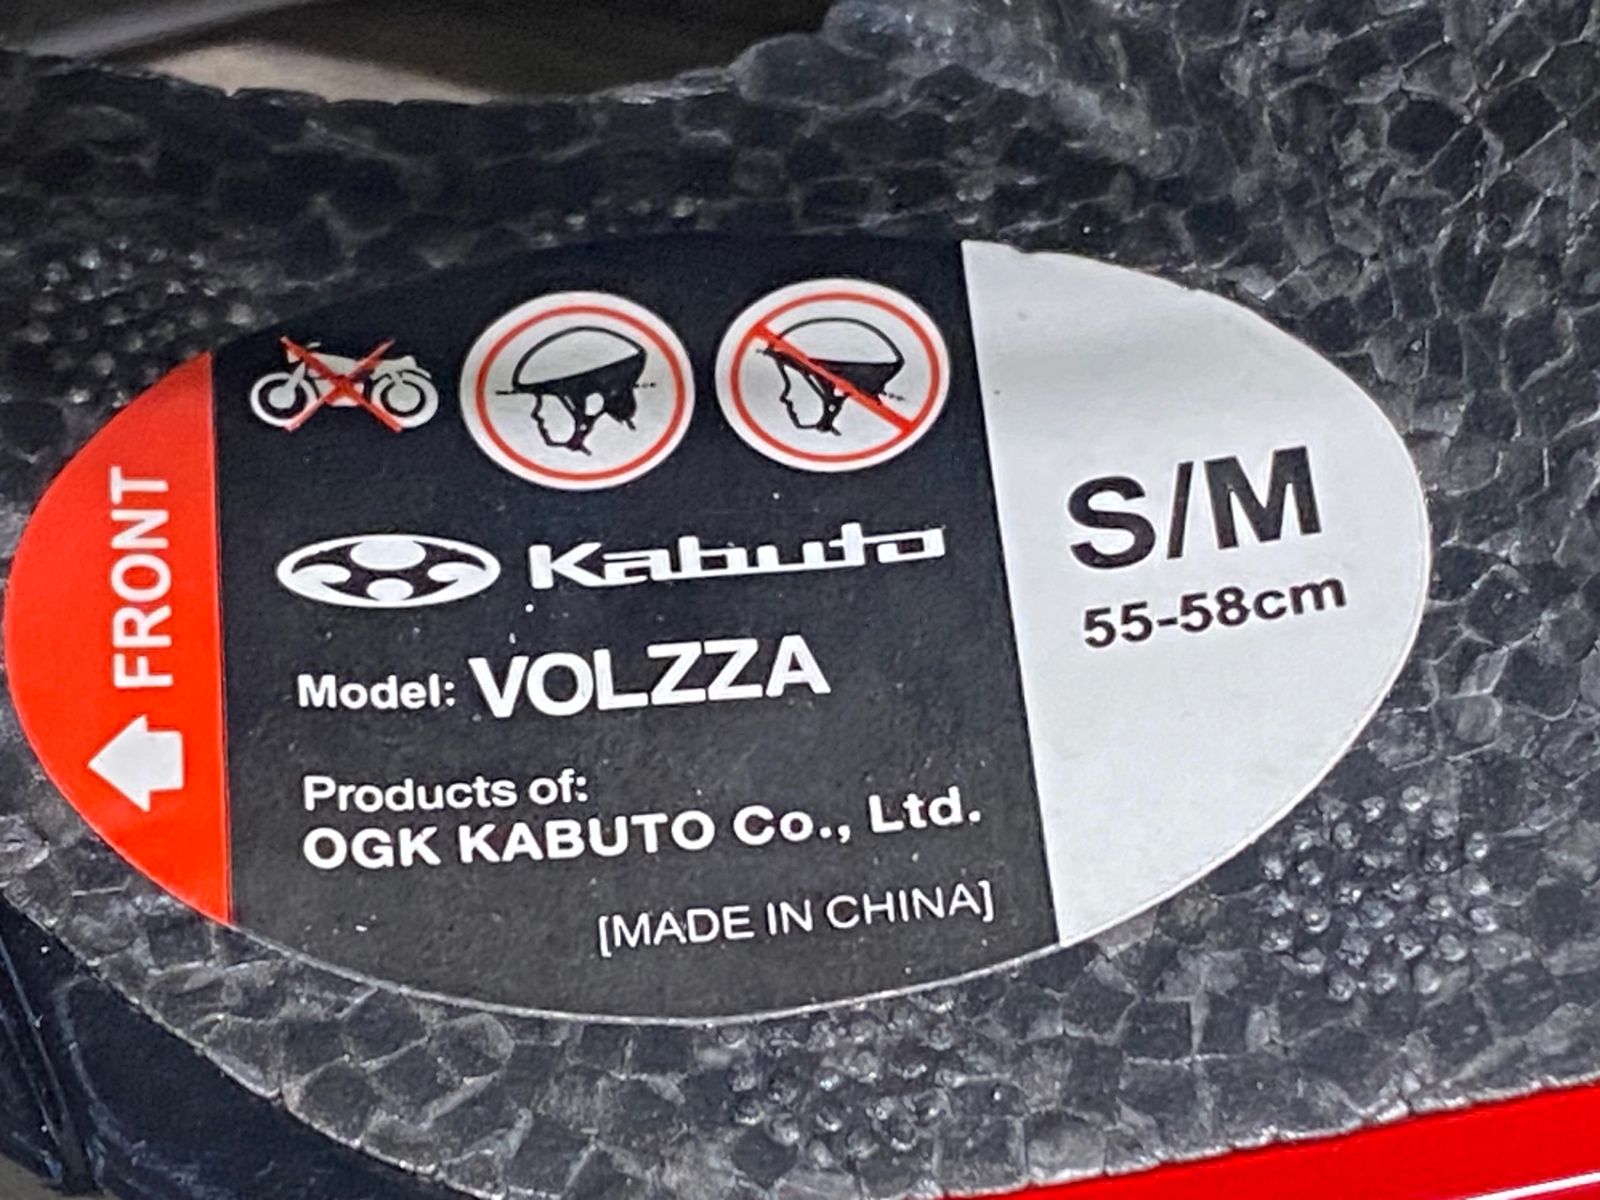 FRONT
Kabuto
Model: VOLZZA
Products of:
OGK KABUTO Co., Ltd.
[MADE IN CHINA]
S/M
55-58cm